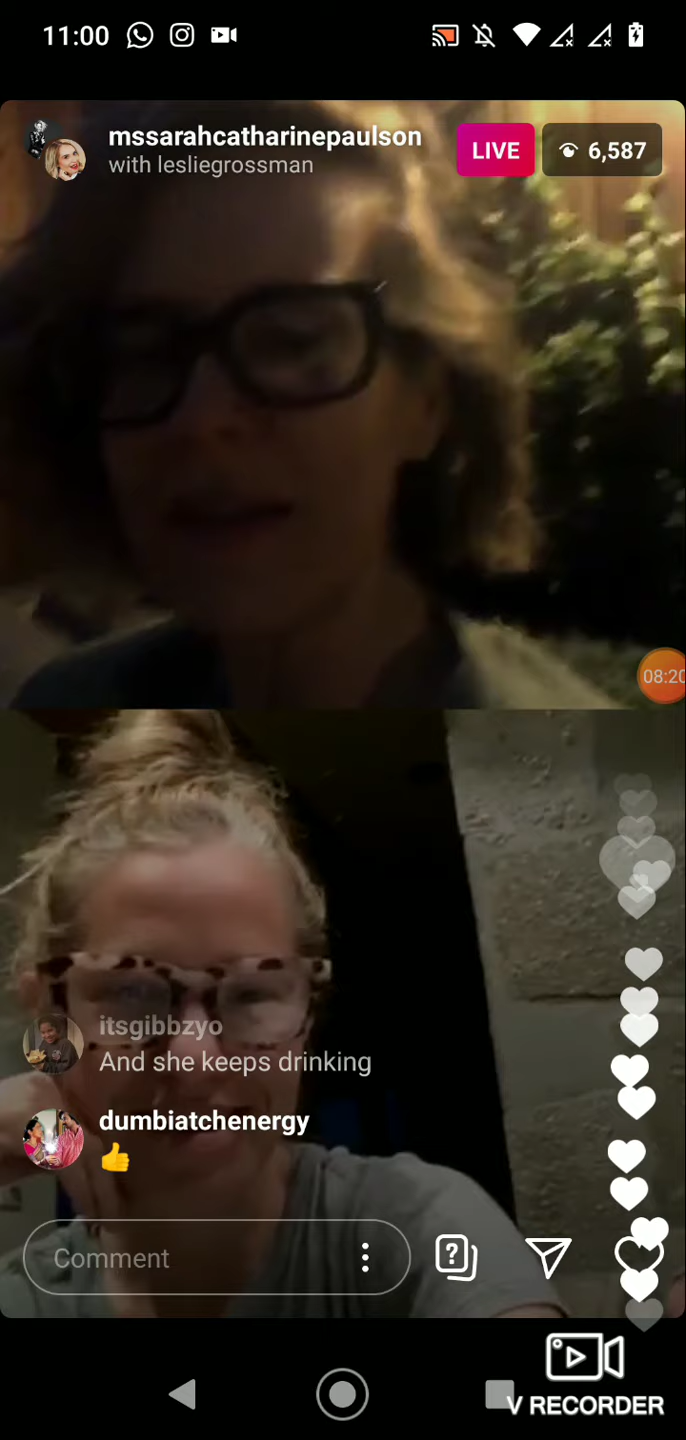 11:00
mssarahcatharinepaulson
with lesliegrossman
LIVE
6,587
08:20
itsgibbzyo
And she keeps drinking
dumbiatchenergy
👍
Comment
V RECORDER